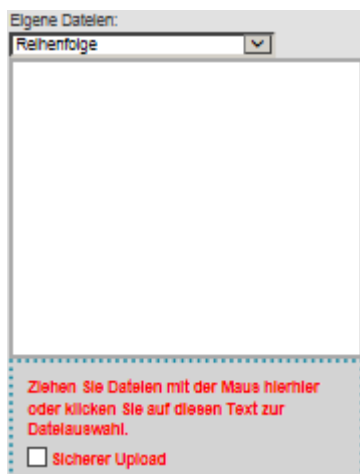 Eigene Dateien:
Reihenfolge
Ziehen Sie Dateien mit der Maus hierhier
oder klicken Sie auf diesen Text zur
Dateiauswahl.
Sicherer Upload